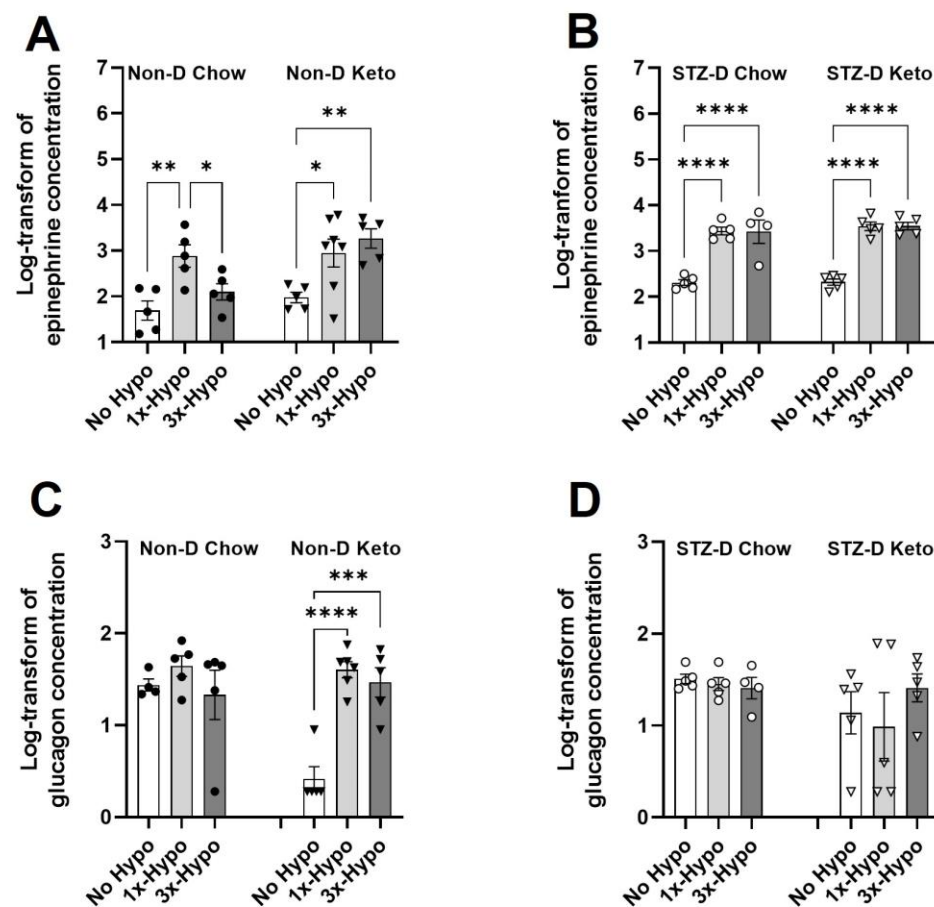 A
Non-D Chow
Non-D Keto
Log-transform of
epinephrine concentration
7
6
5
4
3
2
1
**
*
*
**
No Hypo
1x-Hypo
3x-Hypo
No Hypo
1x-Hypo
3x-Hypo
B
STZ-D Chow
STZ-D Keto
Log-tranform of
epinephrine concentration
7
6
5
4
3
2
1
****
****
****
****
No Hypo
1x-Hypo
3x-Hypo
No Hypo
1x-Hypo
3x-Hypo
C
Non-D Chow
Non-D Keto
Log-transform of
glucagon concentration
3
2
1
0
***
****
No Hypo
1x-Hypo
3x-Hypo
No Hypo
1x-Hypo
3x-Hypo
D
STZ-D Chow
STZ-D Keto
Log-transform of
glucagon concentration
3
2
1
0
No Hypo
1x-Hypo
3x-Hypo
No Hypo
1x-Hypo
3x-Hypo